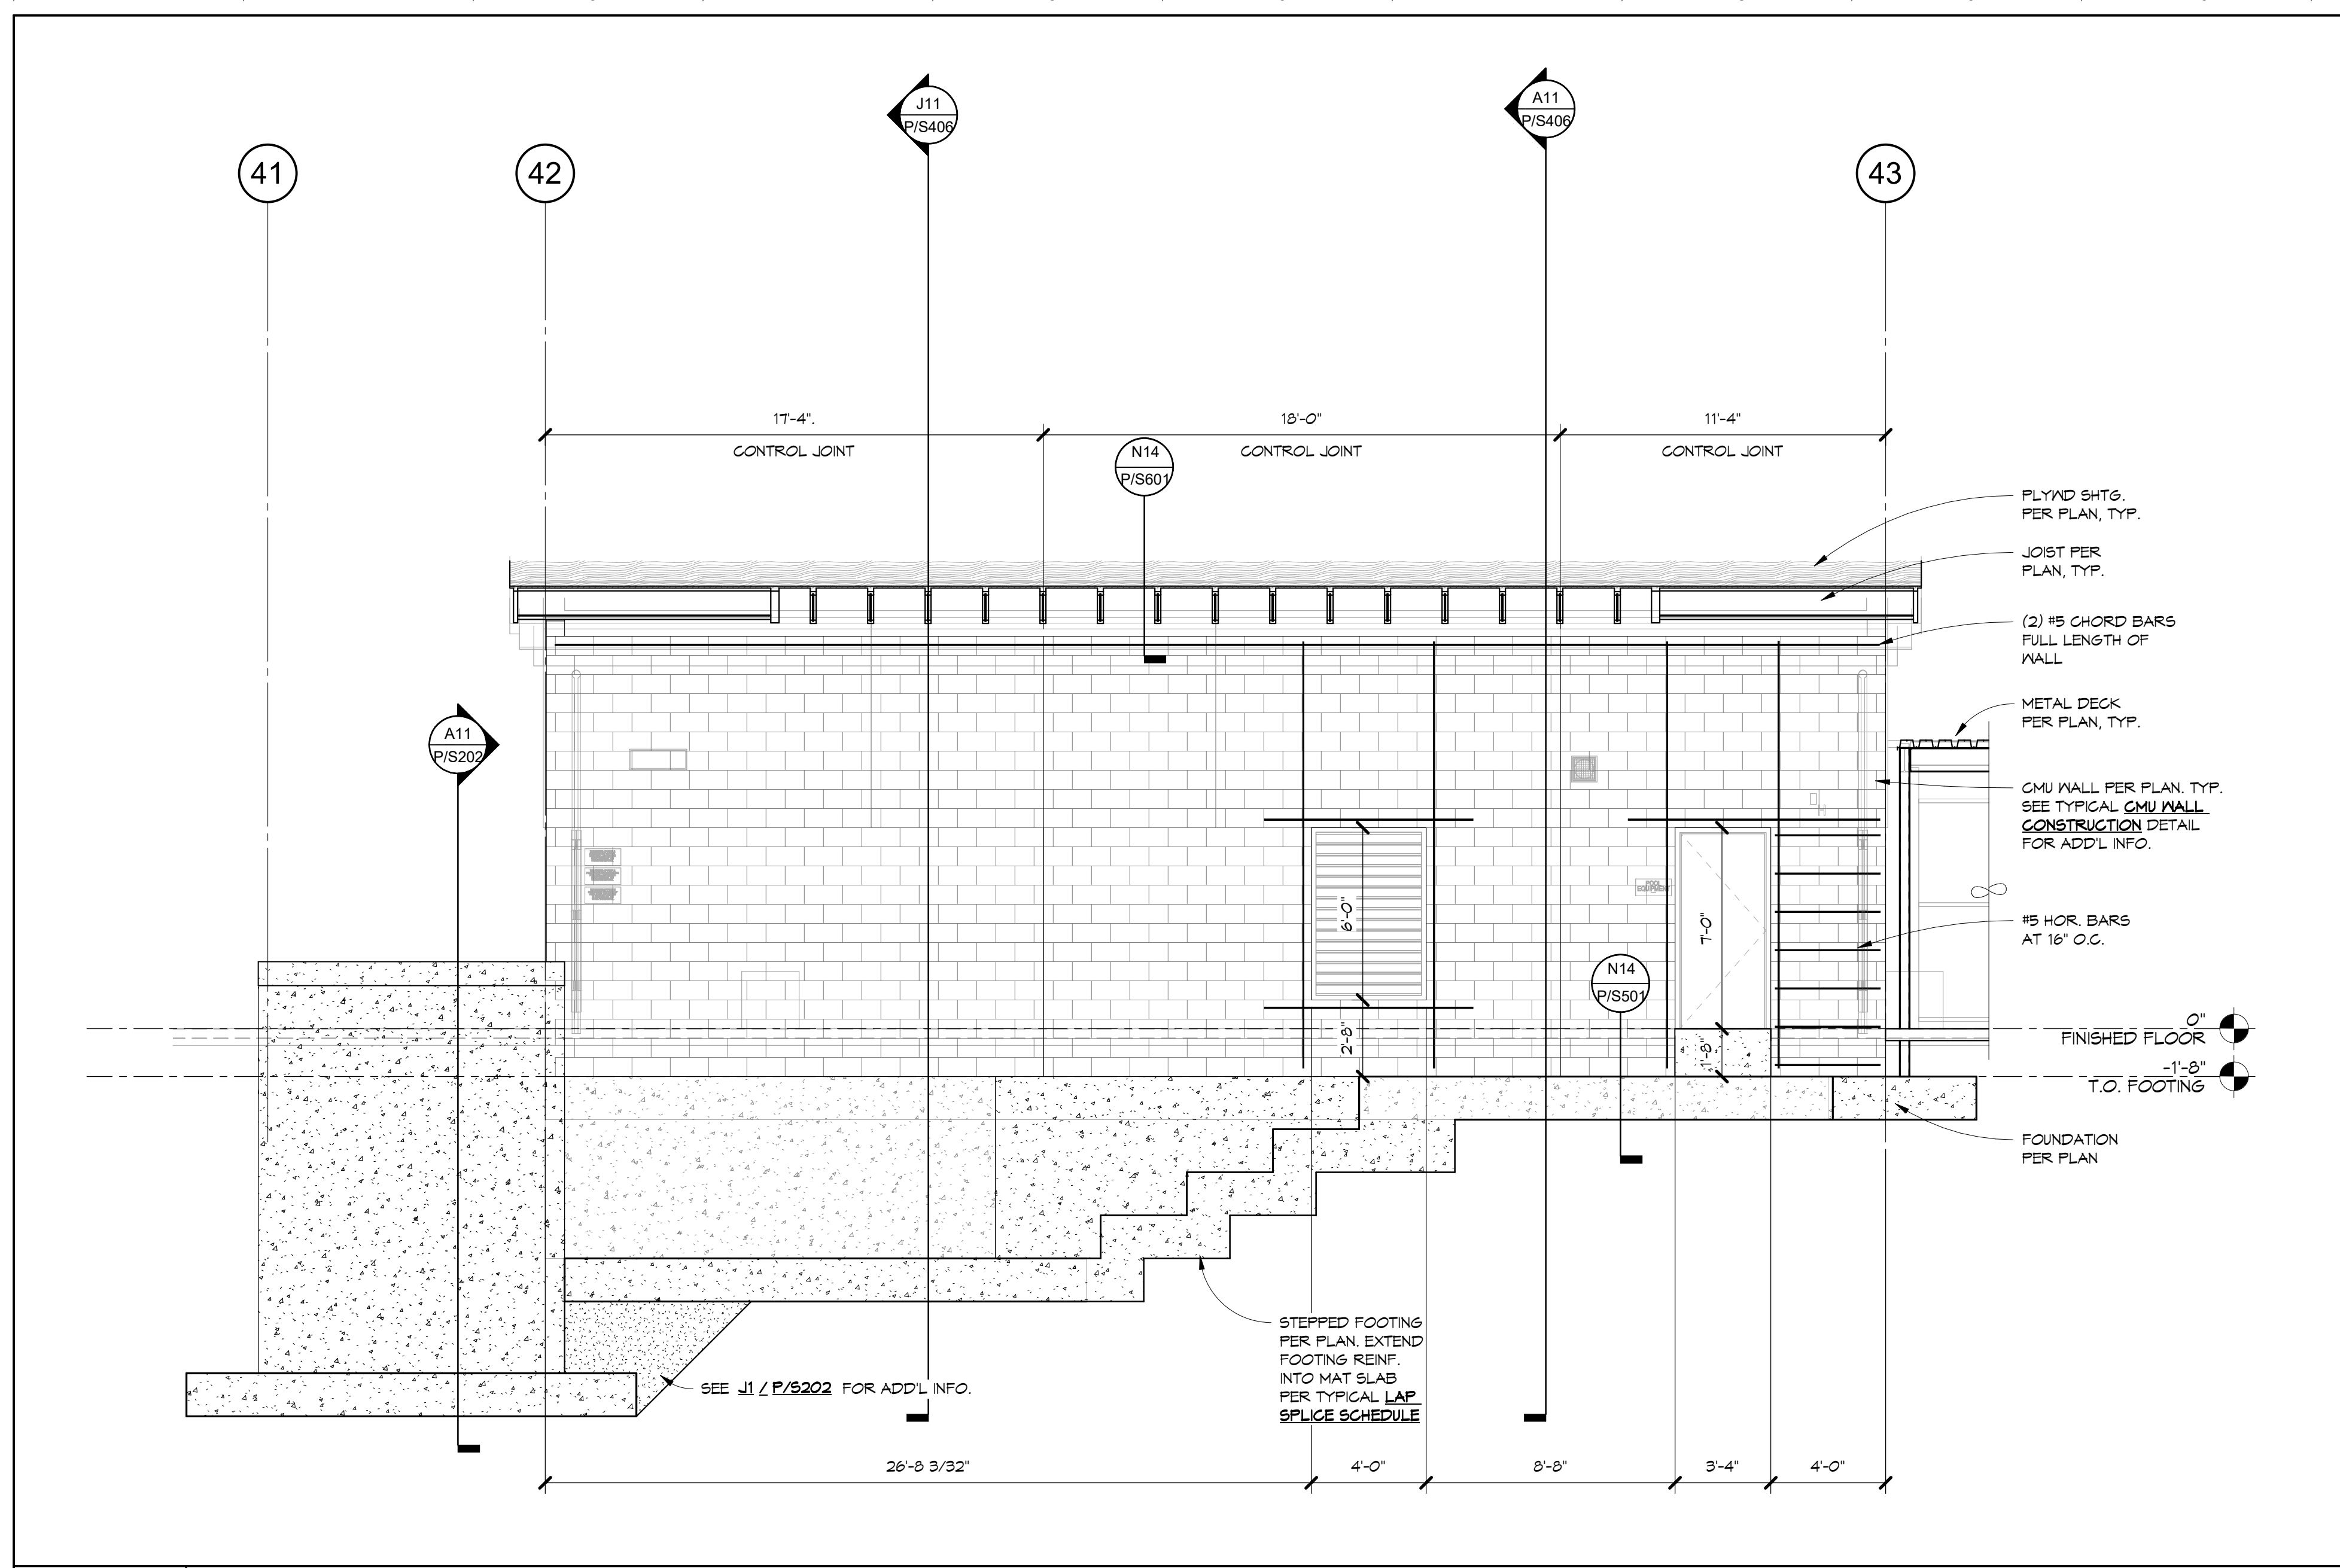 J11
P/S406
A11
P/S406
41
42
43
17'-4".
18'-0"
11'-4"
CONTROL JOINT
CONTROL JOINT
CONTROL JOINT
N14
P/S601
PLYWD SHTG.
PER PLAN, TYP.
JOIST PER
PLAN, TYP.
(2) #5 CHORD BARS
FULL LENGTH OF
WALL
METAL DECK
PER PLAN, TYP.
A11
P/S202
CMU WALL PER PLAN. TYP.
SEE TYPICAL CMU WALL
CONSTRUCTION DETAIL
FOR ADD'L INFO.
POOL
EQUIPMENT
6'-0"
7'-0"
#5 HOR. BARS
AT 16" O.C.
N14
P/S501
2'-8"
1'-8"
0"
FINISHED FLOOR
-1'-8"
T.O. FOOTING
FOUNDATION
PER PLAN
STEPPED FOOTING
PER PLAN. EXTEND
FOOTING REINF.
INTO MAT SLAB
PER TYPICAL LAP
SPLICE SCHEDULE
SEE J1 / P/S202 FOR ADD'L INFO.
26'-8 3/32"
4'-0"
8'-8"
3'-4"
4'-0"